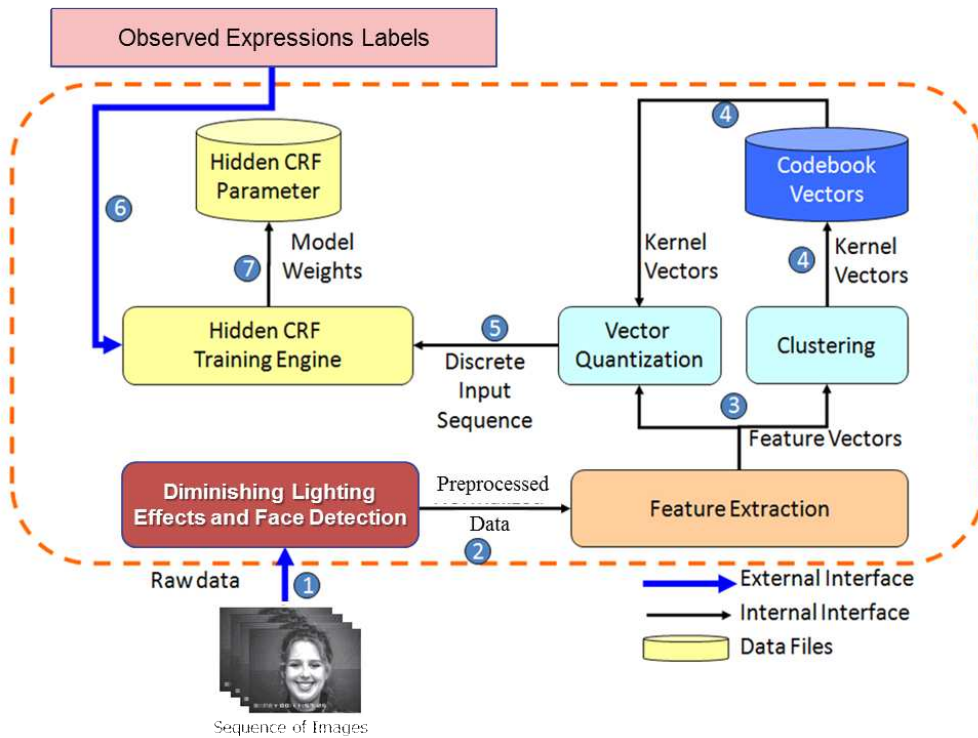 Observed Expressions Labels
Hidden CRF
Parameter
4
Codebook
Vectors
6
7
Model
Weights
Kernel
Vectors
4
Kernel
Vectors
Hidden CRF
Training Engine
5
Discrete
Input
Sequence
Vector
Quantization
Clustering
3
Feature Vectors
Diminishing Lighting
Effects and Face Detection
Preprocessed
Data
2
Feature Extraction
Raw data
1
External Interface
Internal Interface
Data Files
Sequence of Images